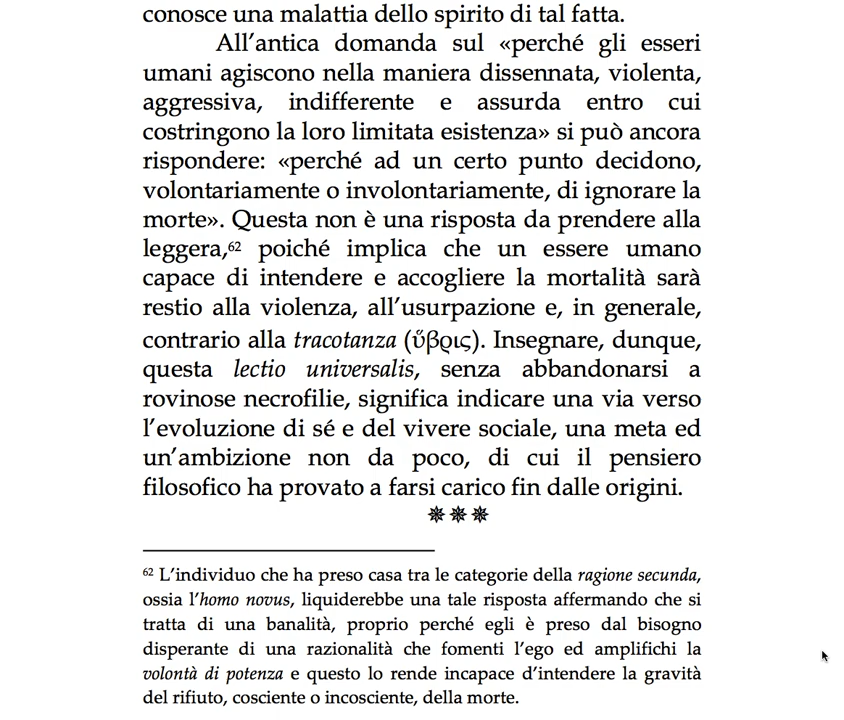 conosce una malattia dello spirito di tal fatta.
All’antica domanda sul «perché gli esseri
umani agiscono nella maniera dissennata, violenta,
aggressiva, indifferente e assurda entro cui
costringono la loro limitata esistenza» si può ancora
rispondere: «perché ad un certo punto decidono,
volontariamente o involontariamente, di ignorare la
morte». Questa non è una risposta da prendere alla
leggera,⁶² poiché implica che un essere umano
capace di intendere e accogliere la mortalità sarà
restio alla violenza, all’usurpazione e, in generale,
contrario alla tracotanza (ὕβρις). Insegnare, dunque,
questa lectio universalis, senza abbandonarsi a
rovinose necrofilie, significa indicare una via verso
l’evoluzione di sé e del vivere sociale, una meta ed
un’ambizione non da poco, di cui il pensiero
filosofico ha provato a farsi carico fin dalle origini.
✵✵✵
⁶² L’individuo che ha preso casa tra le categorie della ragione secunda,
ossia l’homo novus, liquiderebbe una tale risposta affermando che si
tratta di una banalità, proprio perché egli è preso dal bisogno
disperante di una razionalità che fomenti l’ego ed amplifichi la
volontà di potenza e questo lo rende incapace d’intendere la gravità
del rifiuto, cosciente o incosciente, della morte.